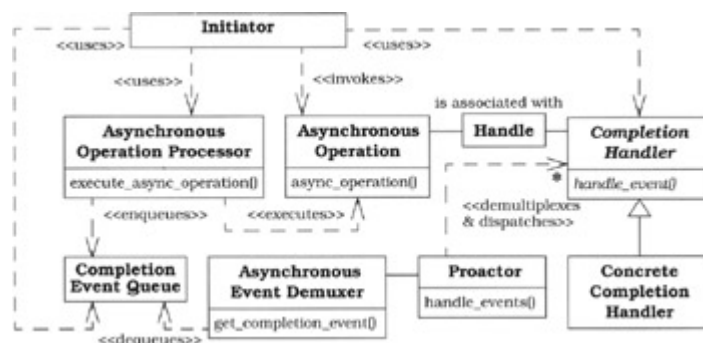 Initiator
<<uses>>
<<uses>>
<<uses>>
<<invokes>>
is associated with
Asynchronous
Operation Processor
execute_async_operation()
Asynchronous
Operation
async_operation()
Handle
Completion
Handler
handle_event()
*
<<enqueues>>
<<executes>>
<<demultiplexes
& dispatches>>
Completion
Event Queue
Asynchronous
Event Demuxer
get_completion_event()
Proactor
handle_events()
Concrete
Completion
Handler
<<dequeues>>